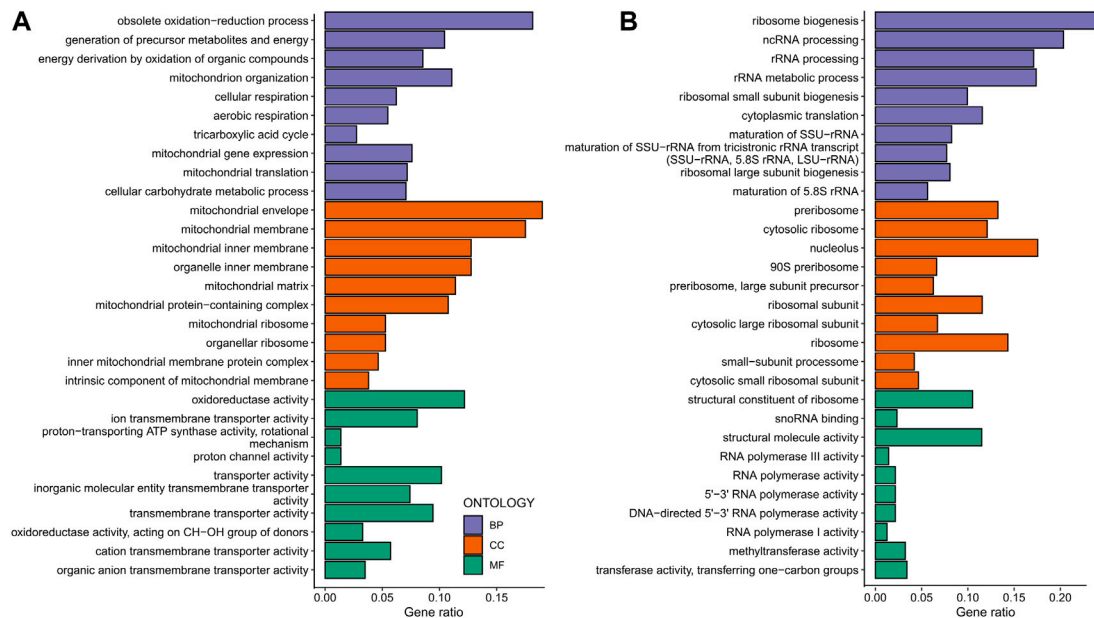 A
obsolete oxidation−reduction process
generation of precursor metabolites and energy
energy derivation by oxidation of organic compounds
mitochondrion organization
cellular respiration
aerobic respiration
tricarboxylic acid cycle
mitochondrial gene expression
mitochondrial translation
cellular carbohydrate metabolic process
mitochondrial envelope
mitochondrial membrane
mitochondrial inner membrane
organelle inner membrane
mitochondrial matrix
mitochondrial protein−containing complex
mitochondrial ribosome
organellar ribosome
inner mitochondrial membrane protein complex
intrinsic component of mitochondrial membrane
oxidoreductase activity
ion transmembrane transporter activity
proton−transporting ATP synthase activity, rotational
mechanism
proton channel activity
transporter activity
inorganic molecular entity transmembrane transporter
activity
transmembrane transporter activity
oxidoreductase activity, acting on CH−OH group of donors
cation transmembrane transporter activity
organic anion transmembrane transporter activity
0.00 0.05 0.10 0.15
Gene ratio
ONTOLOGY
BP
CC
MF
B
ribosome biogenesis
ncRNA processing
rRNA processing
rRNA metabolic process
ribosomal small subunit biogenesis
cytoplasmic translation
maturation of SSU−rRNA
maturation of SSU−rRNA from tricistronic rRNA transcript
(SSU−rRNA, 5.8S rRNA, LSU−rRNA)
ribosomal large subunit biogenesis
maturation of 5.8S rRNA
preribosome
cytosolic ribosome
nucleolus
90S preribosome
preribosome, large subunit precursor
ribosomal subunit
cytosolic large ribosomal subunit
ribosome
small−subunit processome
cytosolic small ribosomal subunit
structural constituent of ribosome
snoRNA binding
structural molecule activity
RNA polymerase III activity
RNA polymerase activity
5'−3' RNA polymerase activity
DNA−directed 5'−3' RNA polymerase activity
RNA polymerase I activity
methyltransferase activity
transferase activity, transferring one−carbon groups
0.00 0.05 0.10 0.15 0.20
Gene ratio